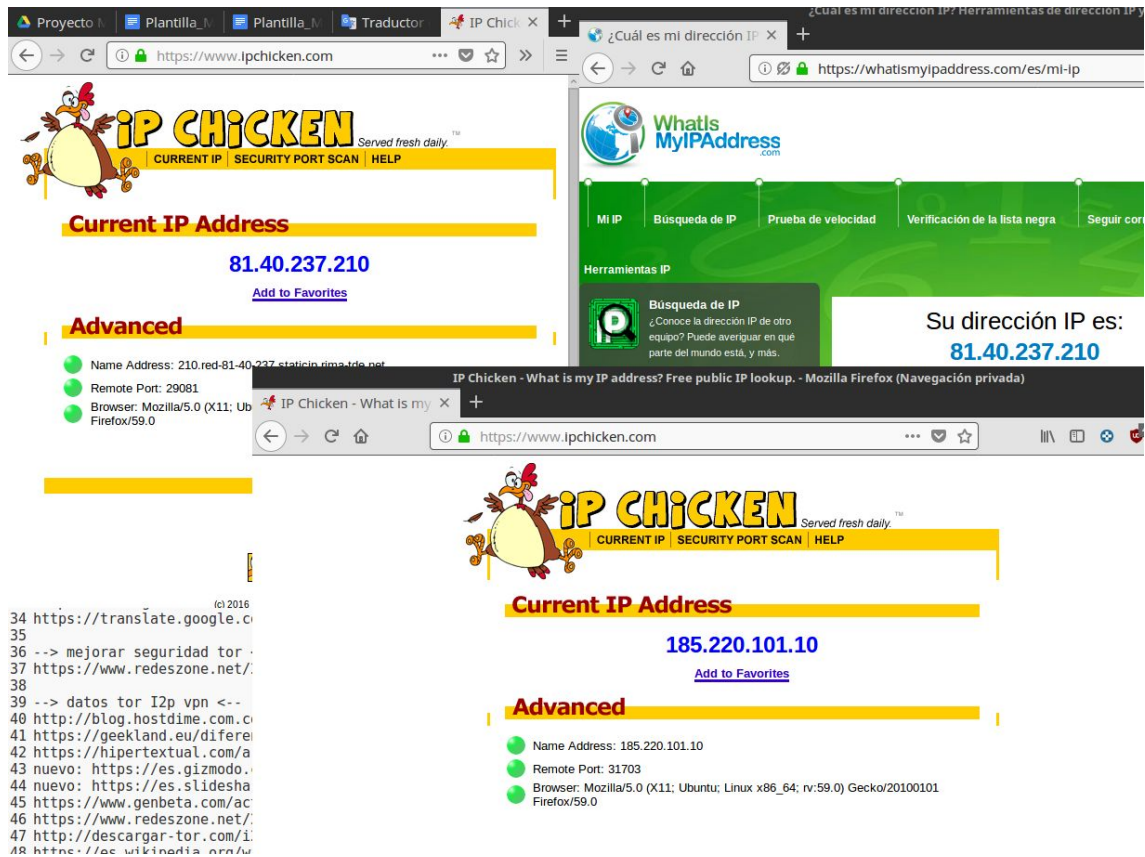 Proyecto M
Plantilla_M
Plantilla_M
Traductor
IP Chick
https://www.ipchicken.com
iP CHiCKEN
Served fresh daily.
TM
CURRENT IP | SECURITY PORT SCAN | HELP
Current IP Address
81.40.237.210
Add to Favorites
Advanced
Name Address: 210.red-81-40-237.staticip.rima-tde.net
Remote Port: 29081
Browser: Mozilla/5.0 (X11; Ub
Firefox/59.0
(c) 2016
¿Cuál es mi dirección IP? Herramientas de dirección IP y
¿Cuál es mi dirección IP
https://whatismyipaddress.com/es/mi-ip
WhatIs
MyIPAddress
.com
Mi IP
Búsqueda de IP
Prueba de velocidad
Verificación de la lista negra
Seguir corr
Herramientas IP
Búsqueda de IP
¿Conoce la dirección IP de otro
equipo? Puede averiguar en qué
parte del mundo está, y más.
Su dirección IP es:
81.40.237.210
IP Chicken - What is my IP address? Free public IP lookup. - Mozilla Firefox (Navegación privada)
IP Chicken - What is my
https://www.ipchicken.com
iP CHiCKEN
Served fresh daily.
TM
CURRENT IP | SECURITY PORT SCAN | HELP
Current IP Address
185.220.101.10
Add to Favorites
Advanced
Name Address: 185.220.101.10
Remote Port: 31703
Browser: Mozilla/5.0 (X11; Ubuntu; Linux x86_64; rv:59.0) Gecko/20100101
Firefox/59.0
34 https://translate.google.c
35
36 --> mejorar seguridad tor
37 https://www.redeszone.net/
38
39 --> datos tor I2p vpn <--
40 http://blog.hostdime.com.c
41 https://geekland.eu/difere
42 https://hipertextual.com/a
43 nuevo: https://es.gizmodo.
44 nuevo: https://es.slidesha
45 https://www.genbeta.com/ac
46 https://www.redeszone.net/
47 http://descargar-tor.com/i
48 https://es.wikipedia.org/w